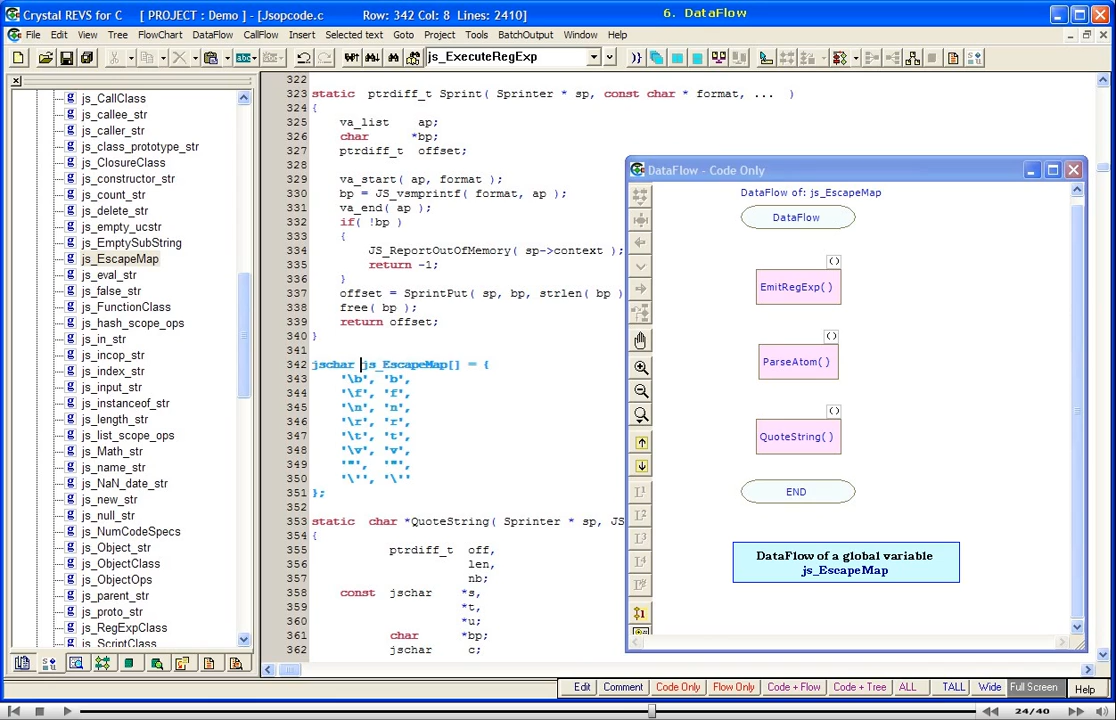 Crystal REVS for C [ PROJECT : Demo ] - [Jsopcode.c Row: 342 Col: 8 Lines: 2410] 6. DataFlow
File Edit View Tree FlowChart DataFlow CallFlow Insert Selected text Goto Project Tools BatchOutput Window Help
js_ExecuteRegExp
js_CallClass
js_callee_str
js_caller_str
js_class_prototype_str
js_ClosureClass
js_constructor_str
js_count_str
js_delete_str
js_empty_ucstr
js_EmptySubString
js_EscapeMap
js_eval_str
js_false_str
js_FunctionClass
js_hash_scope_ops
js_in_str
js_incop_str
js_index_str
js_input_str
js_instanceof_str
js_length_str
js_list_scope_ops
js_Math_str
js_name_str
js_NaN_date_str
js_new_str
js_null_str
js_NumCodeSpecs
js_Object_str
js_ObjectClass
js_ObjectOps
js_parent_str
js_proto_str
js_RegExpClass
js_ScriptClass
322
323 static ptrdiff_t Sprint( Sprinter * sp, const char * format, ... )
324 {
325 va_list ap;
326 char *bp;
327 ptrdiff_t offset;
328
329 va_start( ap, format );
330 bp = JS_vsmprintf( format, ap );
331 va_end( ap );
332 if( !bp )
333 {
334 JS_ReportOutOfMemory( sp->context );
335 return -1;
336 }
337 offset = SprintPut( sp, bp, strlen( bp )
338 free( bp );
339 return offset;
340 }
341
342 jschar js_EscapeMap[] = {
343 '\b', 'b',
344 '\f', 'f',
345 '\n', 'n',
346 '\r', 'r',
347 '\t', 't',
348 '\v', 'v',
349 '"', '"',
350 '\'', '\''
351 };
352
353 static char *QuoteString( Sprinter * sp, JS
354 {
355 ptrdiff_t off,
356 len,
357 nb;
358 const jschar *s,
359 *t,
360 *u;
361 char *bp;
362 jschar c;
DataFlow - Code Only
DataFlow of: js_EscapeMap
DataFlow
()
EmitRegExp()
()
ParseAtom()
()
QuoteString()
END
DataFlow of a global variable
js_EscapeMap
L1
L2
L3
L4
Edit Comment Code Only Flow Only Code + Flow Code + Tree ALL TALL Wide Full Screen Help
24/40